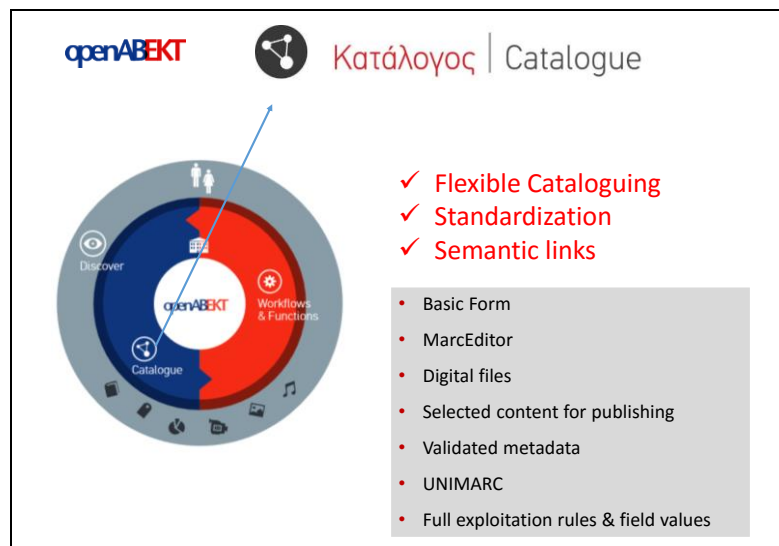 openABEKT
Κατάλογος | Catalogue
✓ Flexible Cataloguing
✓ Standardization
✓ Semantic links
Discover
openABEKT
Workflows
& Functions
Catalogue
• Basic Form
• MarcEditor
• Digital files
• Selected content for publishing
• Validated metadata
• UNIMARC
• Full exploitation rules & field values